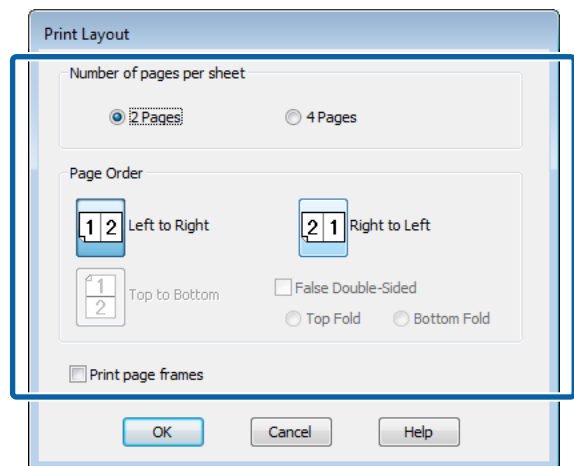 Print Layout
Number of pages per sheet
2 Pages
4 Pages
Page Order
1 2 Left to Right
2 1 Right to Left
1
2
Top to Bottom
False Double-Sided
Top Fold
Bottom Fold
Print page frames
OK
Cancel
Help